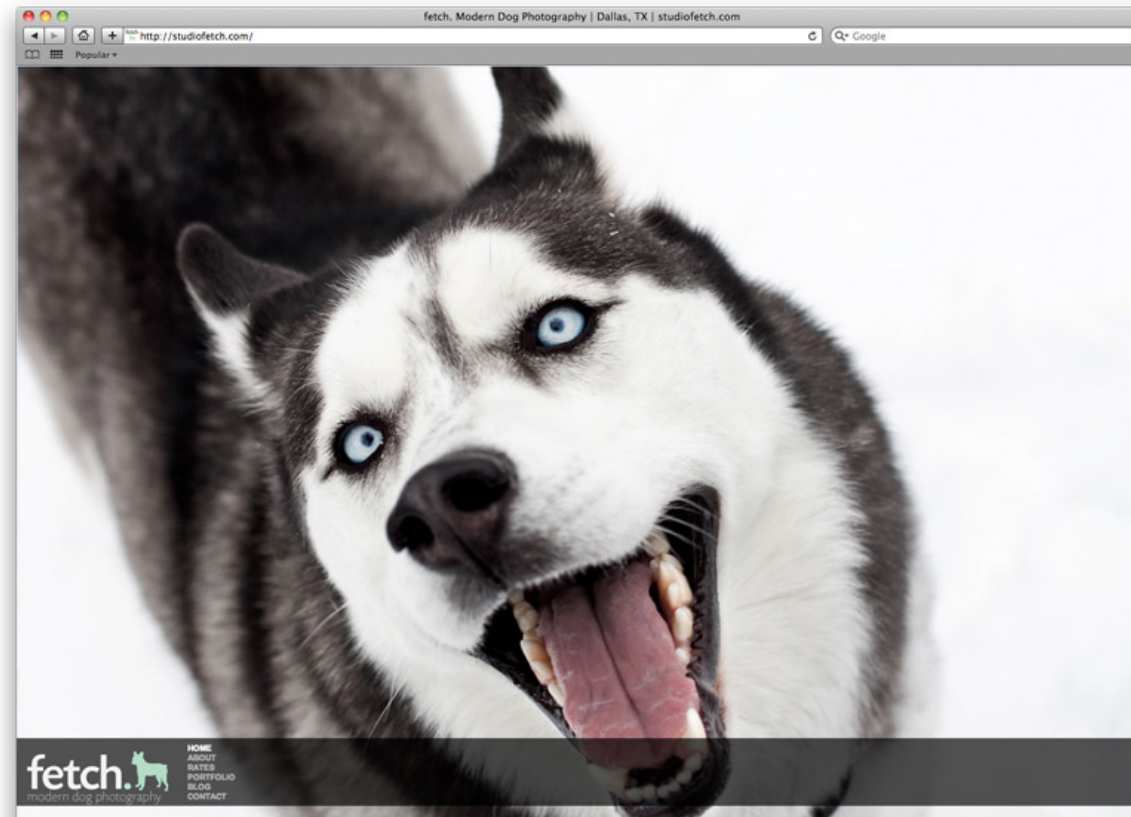 fetch. Modern Dog Photography | Dallas, TX | studiofetch.com
http://studiofetch.com/
Google
Popular
fetch.
modern dog photography
HOME
ABOUT
RATES
PORTFOLIO
BLOG
CONTACT